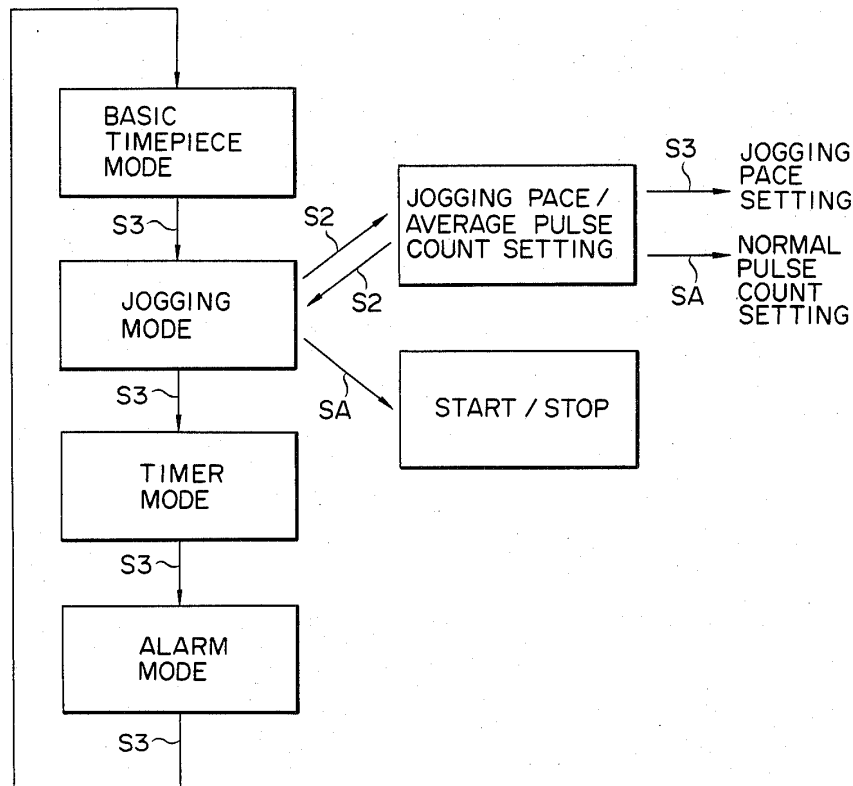 BASIC
TIMEPIECE
MODE
S3
JOGGING
MODE
S3
TIMER
MODE
S3
ALARM
MODE
S3
S2
S2
SA
JOGGING PACE /
AVERAGE PULSE
COUNT SETTING
START / STOP
S3
JOGGING
PACE
SETTING
SA
NORMAL
PULSE
COUNT
SETTING